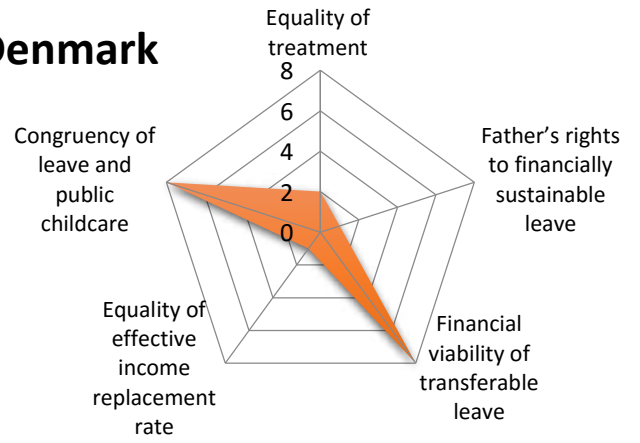 Denmark
Equality of
treatment
8
6
4
2
0
Father's rights
to financially
sustainable
leave
Financial
viability of
transferable
leave
Equality of
effective
income
replacement
rate
Congruency of
leave and
public
childcare